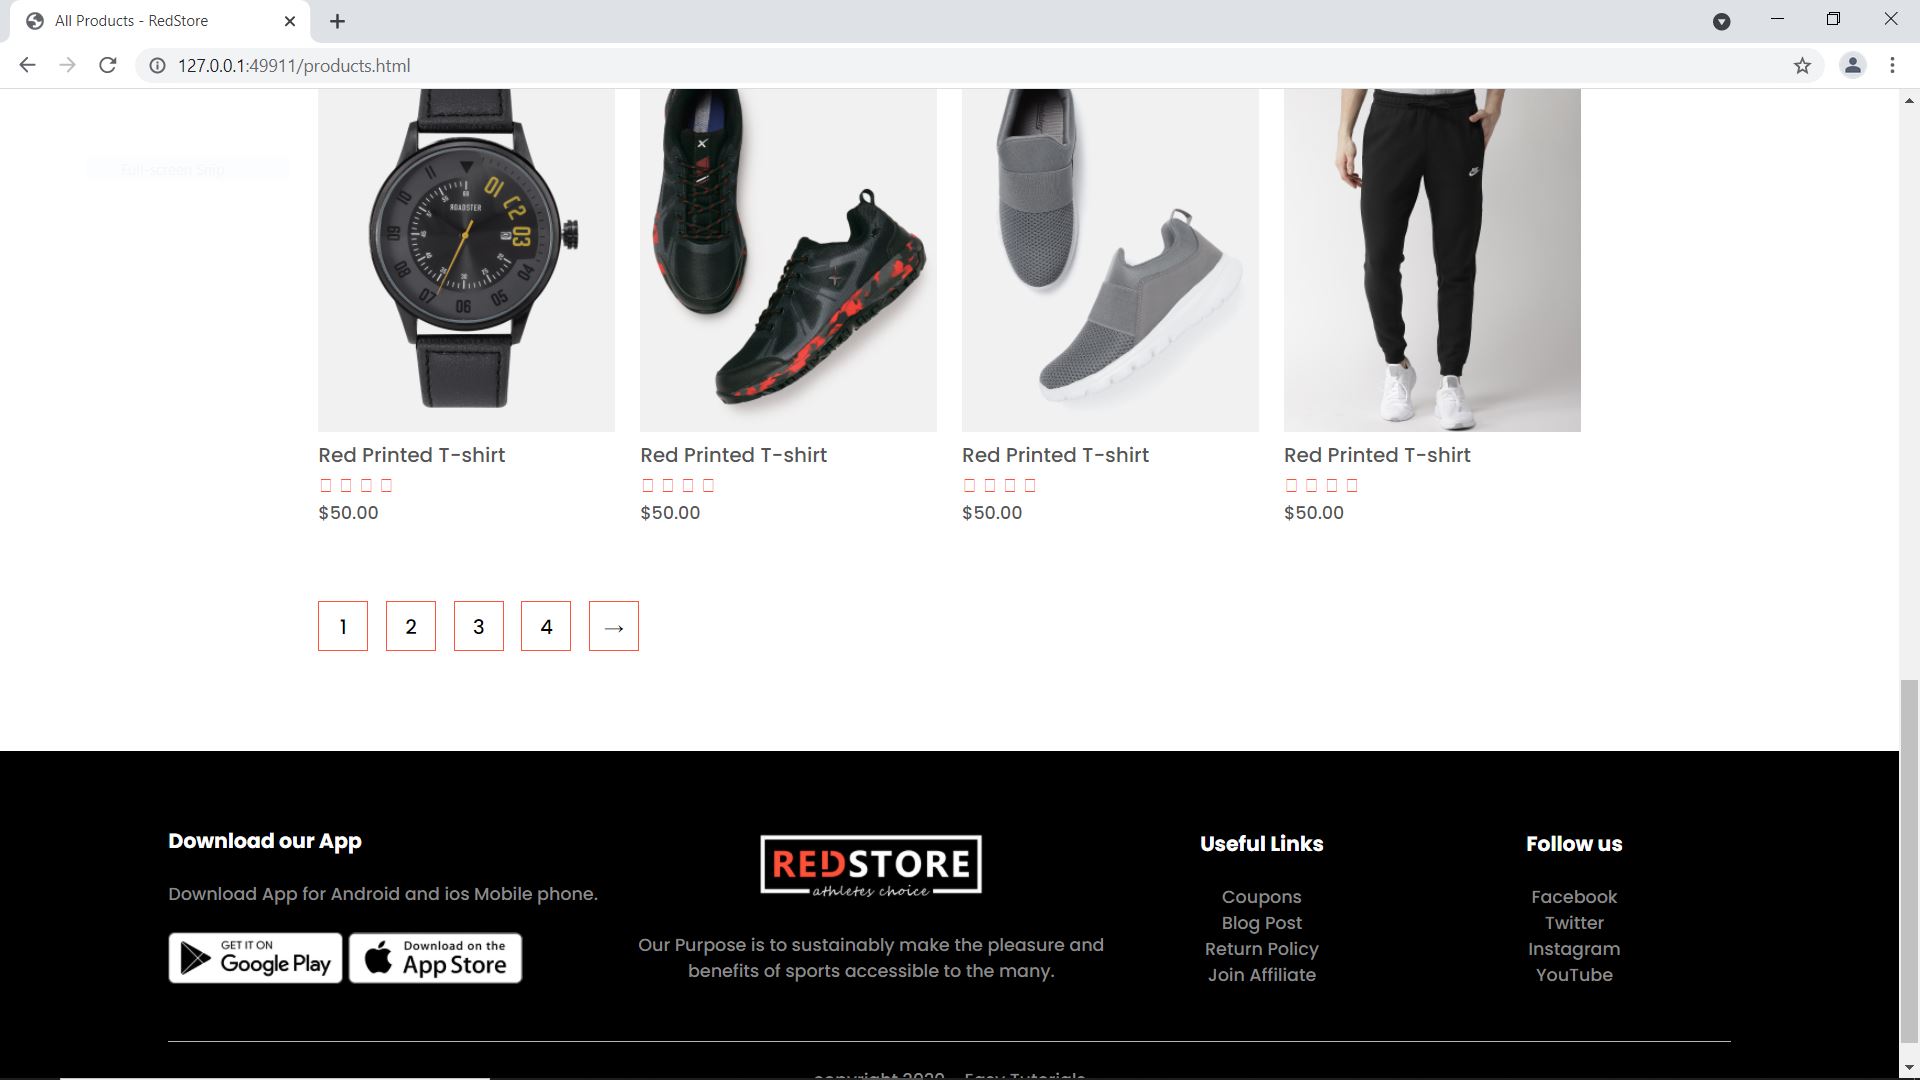 All Products - RedStore
127.0.0.1:49911/products.html
Full-screen Snip
ROADSTER
Red Printed T-shirt
$50.00
Red Printed T-shirt
$50.00
Red Printed T-shirt
$50.00
Red Printed T-shirt
$50.00
1 2 3 4 →
Download our App
Download App for Android and ios Mobile phone.
GET IT ON
Google Play
Download on the
App Store
REDSTORE
athletes choice
Our Purpose is to sustainably make the pleasure and
benefits of sports accessible to the many.
Useful Links
Coupons
Blog Post
Return Policy
Join Affiliate
Follow us
Facebook
Twitter
Instagram
YouTube